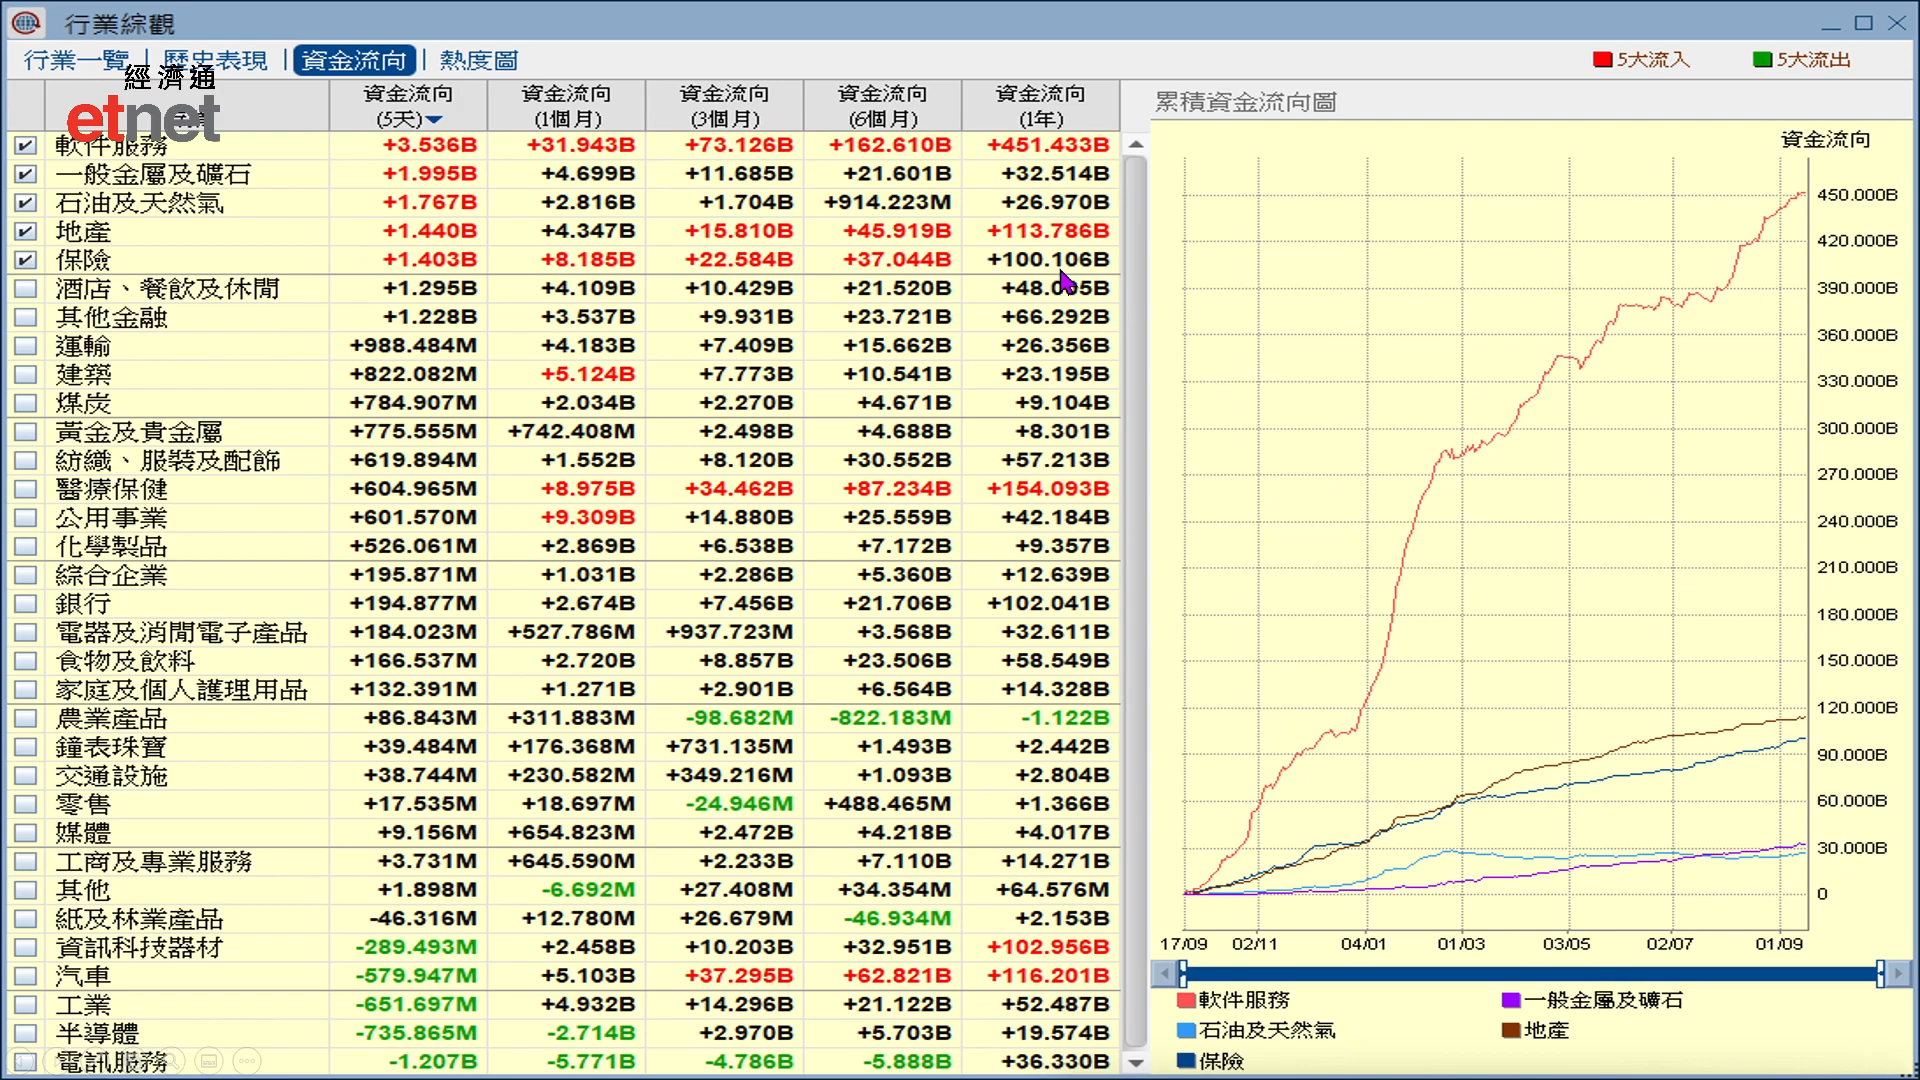 行業綜觀
行業一覽 | 歷史表現 | 資金流向 | 熱度圖
5大流入 5大流出
經濟通
etnet
資金流向(5天) 資金流向(1個月) 資金流向(3個月) 資金流向(6個月) 資金流向(1年)
軟件服務 +3.536B +31.943B +73.126B +162.610B +451.433B
一般金屬及礦石 +1.995B +4.699B +11.685B +21.601B +32.514B
石油及天然氣 +1.767B +2.816B +1.704B +914.223M +26.970B
地產 +1.440B +4.347B +15.810B +45.919B +113.786B
保險 +1.403B +8.185B +22.584B +37.044B +100.106B
酒店、餐飲及休閒 +1.295B +4.109B +10.429B +21.520B
其他金融 +1.228B +3.537B +9.931B +23.721B +66.292B
運輸 +988.484M +4.183B +7.409B +15.662B +26.356B
建築 +822.082M +5.124B +7.773B +10.541B +23.195B
煤炭 +784.907M +2.034B +2.270B +4.671B +9.104B
黃金及貴金屬 +775.555M +742.408M +2.498B +4.688B +8.301B
紡織、服裝及配飾 +619.894M +1.552B +8.120B +30.552B +57.213B
醫療保健 +604.965M +8.975B +34.462B +87.234B +154.093B
公用事業 +601.570M +9.309B +14.880B +25.559B +42.184B
化學製品 +526.061M +2.869B +6.538B +7.172B +9.357B
綜合企業 +195.871M +1.031B +2.286B +5.360B +12.639B
銀行 +194.877M +2.674B +7.456B +21.706B +102.041B
電器及消閒電子產品 +184.023M +527.786M +937.723M +3.568B +32.611B
食物及飲料 +166.537M +2.720B +8.857B +23.506B +58.549B
家庭及個人護理用品 +132.391M +1.271B +2.901B +6.564B +14.328B
農業產品 +86.843M +311.883M -98.682M -822.183M -1.122B
鐘表珠寶 +39.484M +176.368M +731.135M +1.493B +2.442B
交通設施 +38.744M +230.582M +349.216M +1.093B +2.804B
零售 +17.535M +18.697M -24.946M +488.465M +1.366B
媒體 +9.156M +654.823M +2.472B +4.218B +4.017B
工商及專業服務 +3.731M +645.590M +2.233B +7.110B +14.271B
其他 +1.898M -6.692M +27.408M +34.354M +64.576M
紙及林業產品 -46.316M +12.780M +26.679M -46.934M +2.153B
資訊科技器材 -289.493M +2.458B +10.203B +32.951B +102.956B
汽車 -579.947M +5.103B +37.295B +62.821B +116.201B
工業 -651.697M +4.932B +14.296B +21.122B +52.487B
半導體 -735.865M -2.714B +2.970B +5.703B +19.574B
電訊服務 -1.207B -5.771B -4.786B -5.888B +36.330B
累積資金流向圖
資金流向
450.000B
420.000B
390.000B
360.000B
330.000B
300.000B
270.000B
240.000B
210.000B
180.000B
150.000B
120.000B
90.000B
60.000B
30.000B
0
17/09 02/11 04/01 01/03 03/05 02/07 01/09
軟件服務 一般金屬及礦石
石油及天然氣 地產
保險